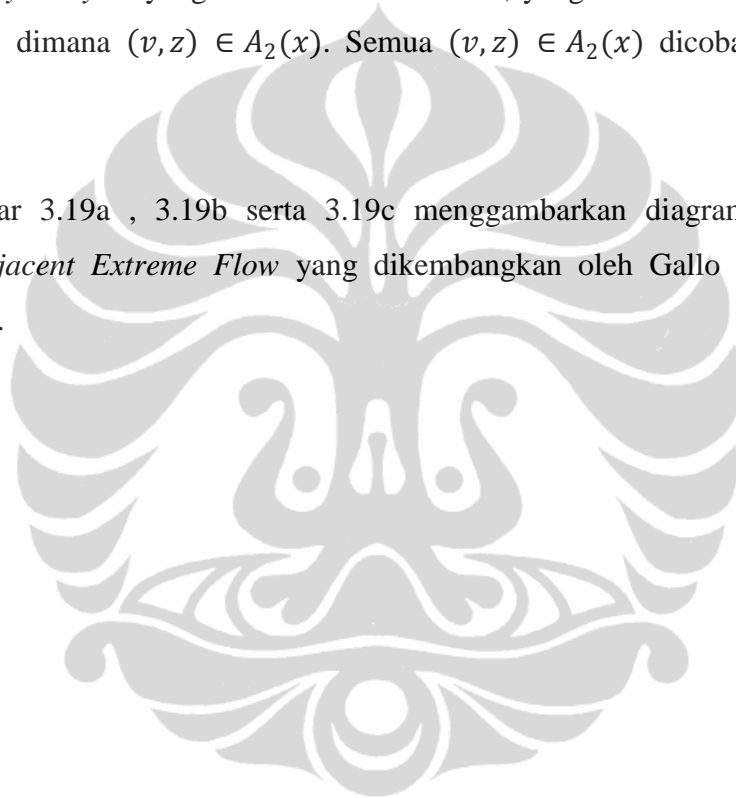 dimana (𝑣, 𝑧) ∈ 𝐴₂(𝑥). Semua (𝑣, 𝑧) ∈ 𝐴₂(𝑥) dicoba
ar 3.19a , 3.19b serta 3.19c menggambarkan diagram
jacent Extreme Flow yang dikembangkan oleh Gallo
.